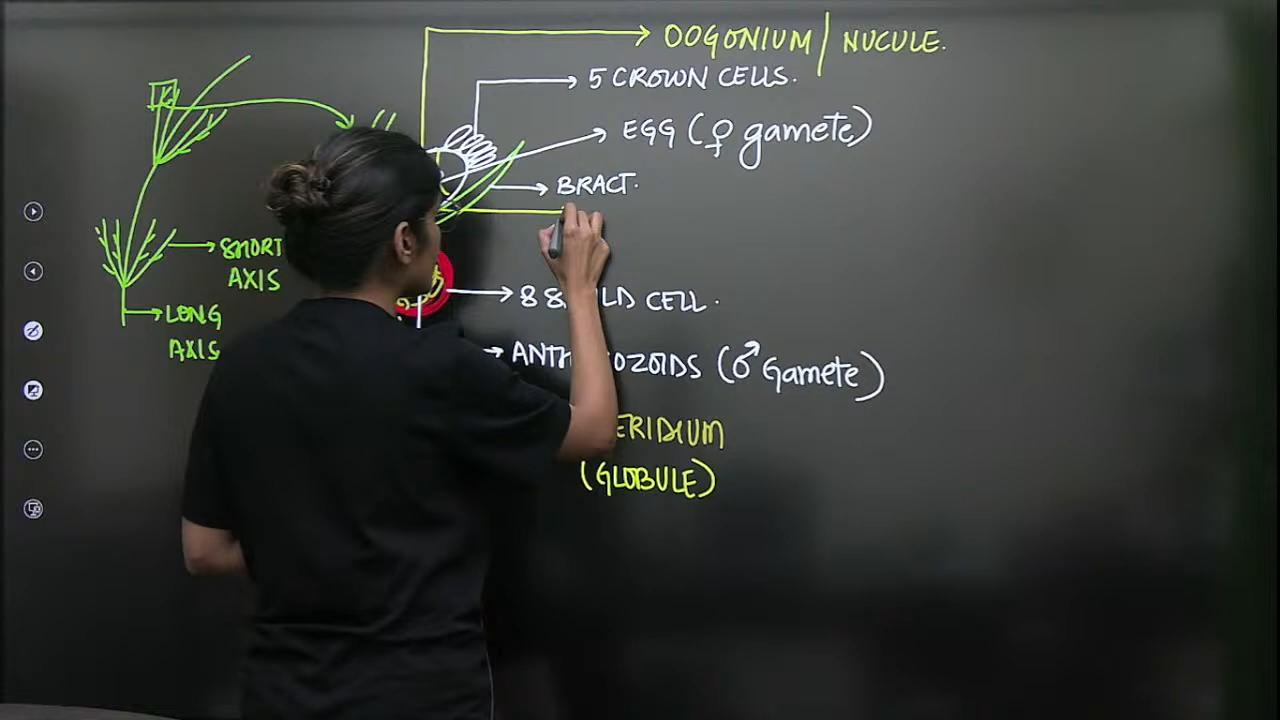 OOGONIUM / NUCULE.
5 CROWN CELLS.
EGG (♀ gamete)
BRACT.
SHORT
AXIS
8 LD CELL.
LONG
AXIS
ANTH OZOIDS (♂ Gamete)
ERIDIUM
(GLOBULE)